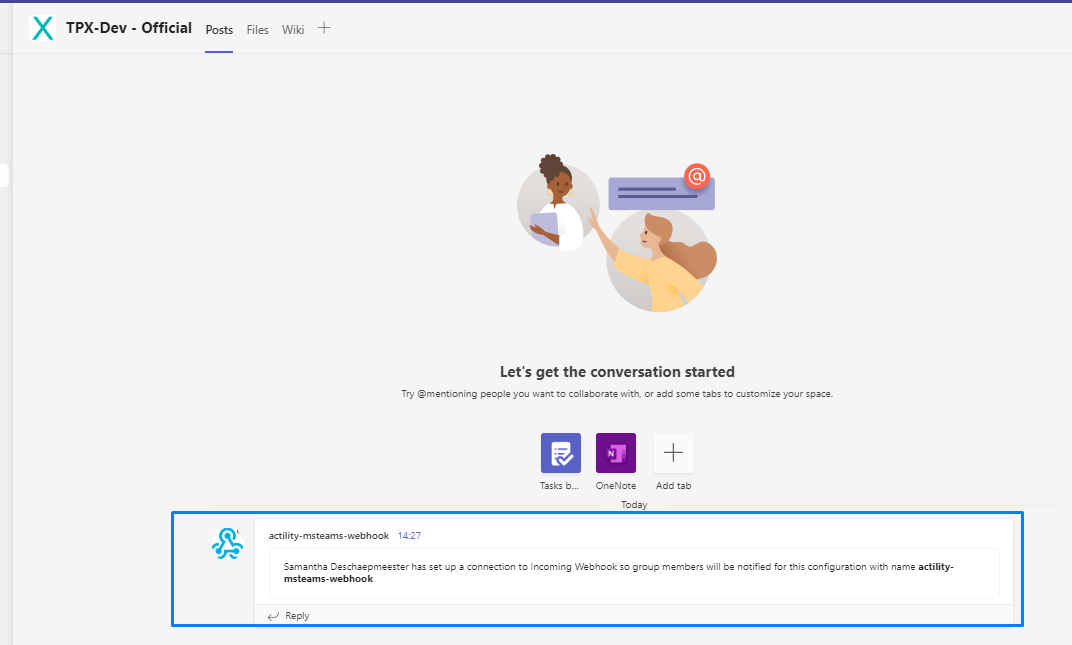 TPX-Dev - Official Posts Files Wiki
Let's get the conversation started
Try @mentioning people you want to collaborate with, or add some tabs to customize your space.
Tasks b... OneNote Add tab
Today
actility-msteams-webhook 14:27
Samantha Deschaepmeester has set up a connection to Incoming Webhook so group members will be notified for this configuration with name actility-
msteams-webhook
Reply